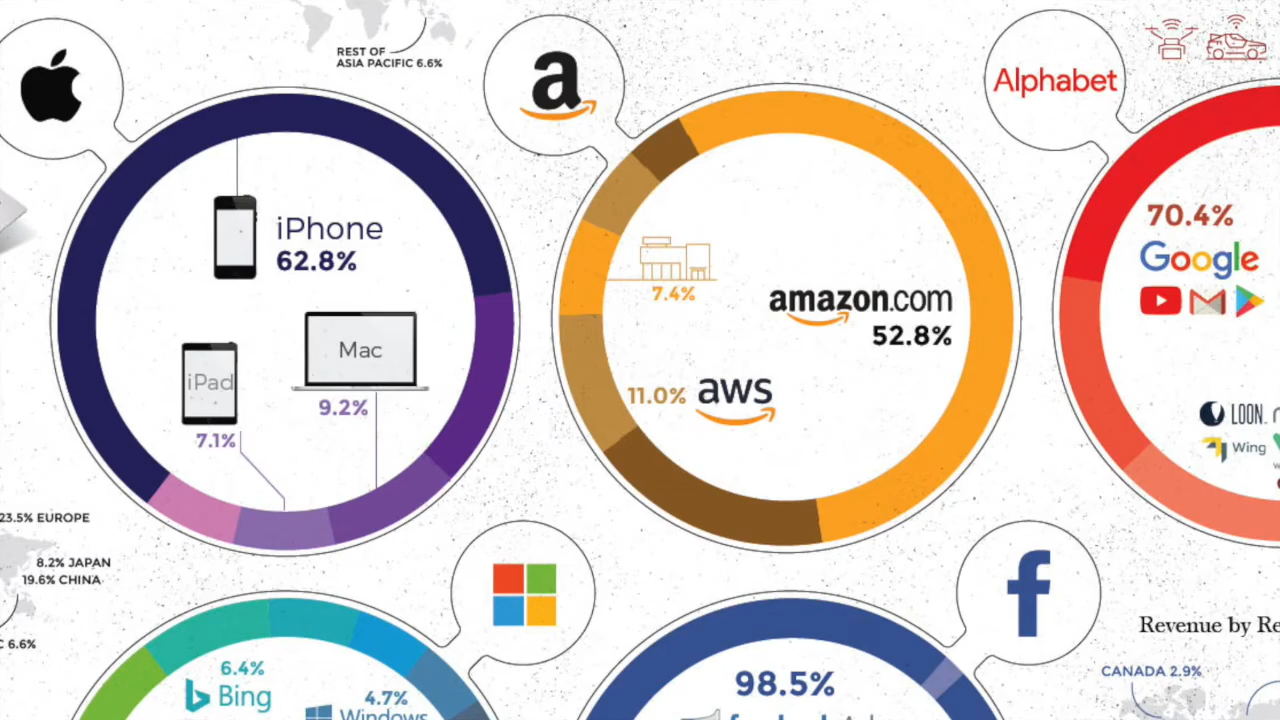 REST OF
ASIA PACIFIC 6.6%
a
Alphabet
iPhone
62.8%
Mac
9.2%
iPad
7.1%
7.4%
amazon.com
52.8%
11.0% aws
70.4%
Google
LOON
Wing
23.5% EUROPE
8.2% JAPAN
19.6% CHINA
6.6%
f
6.4%
Bing
4.7%
Windows
98.5%
Revenue by
CANADA 2.9%